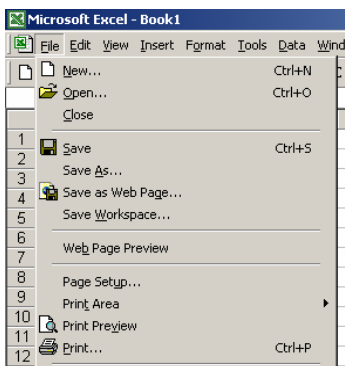 Microsoft Excel - Book1
File Edit View Insert Format Tools Data Wind
New... Ctrl+N
Open... Ctrl+O
Close
1
Save Ctrl+S
2
Save As...
3
Save as Web Page...
4
Save Workspace...
5
6
Web Page Preview
7
8
Page Setup...
9
Print Area
10
Print Preview
11
Print... Ctrl+P
12